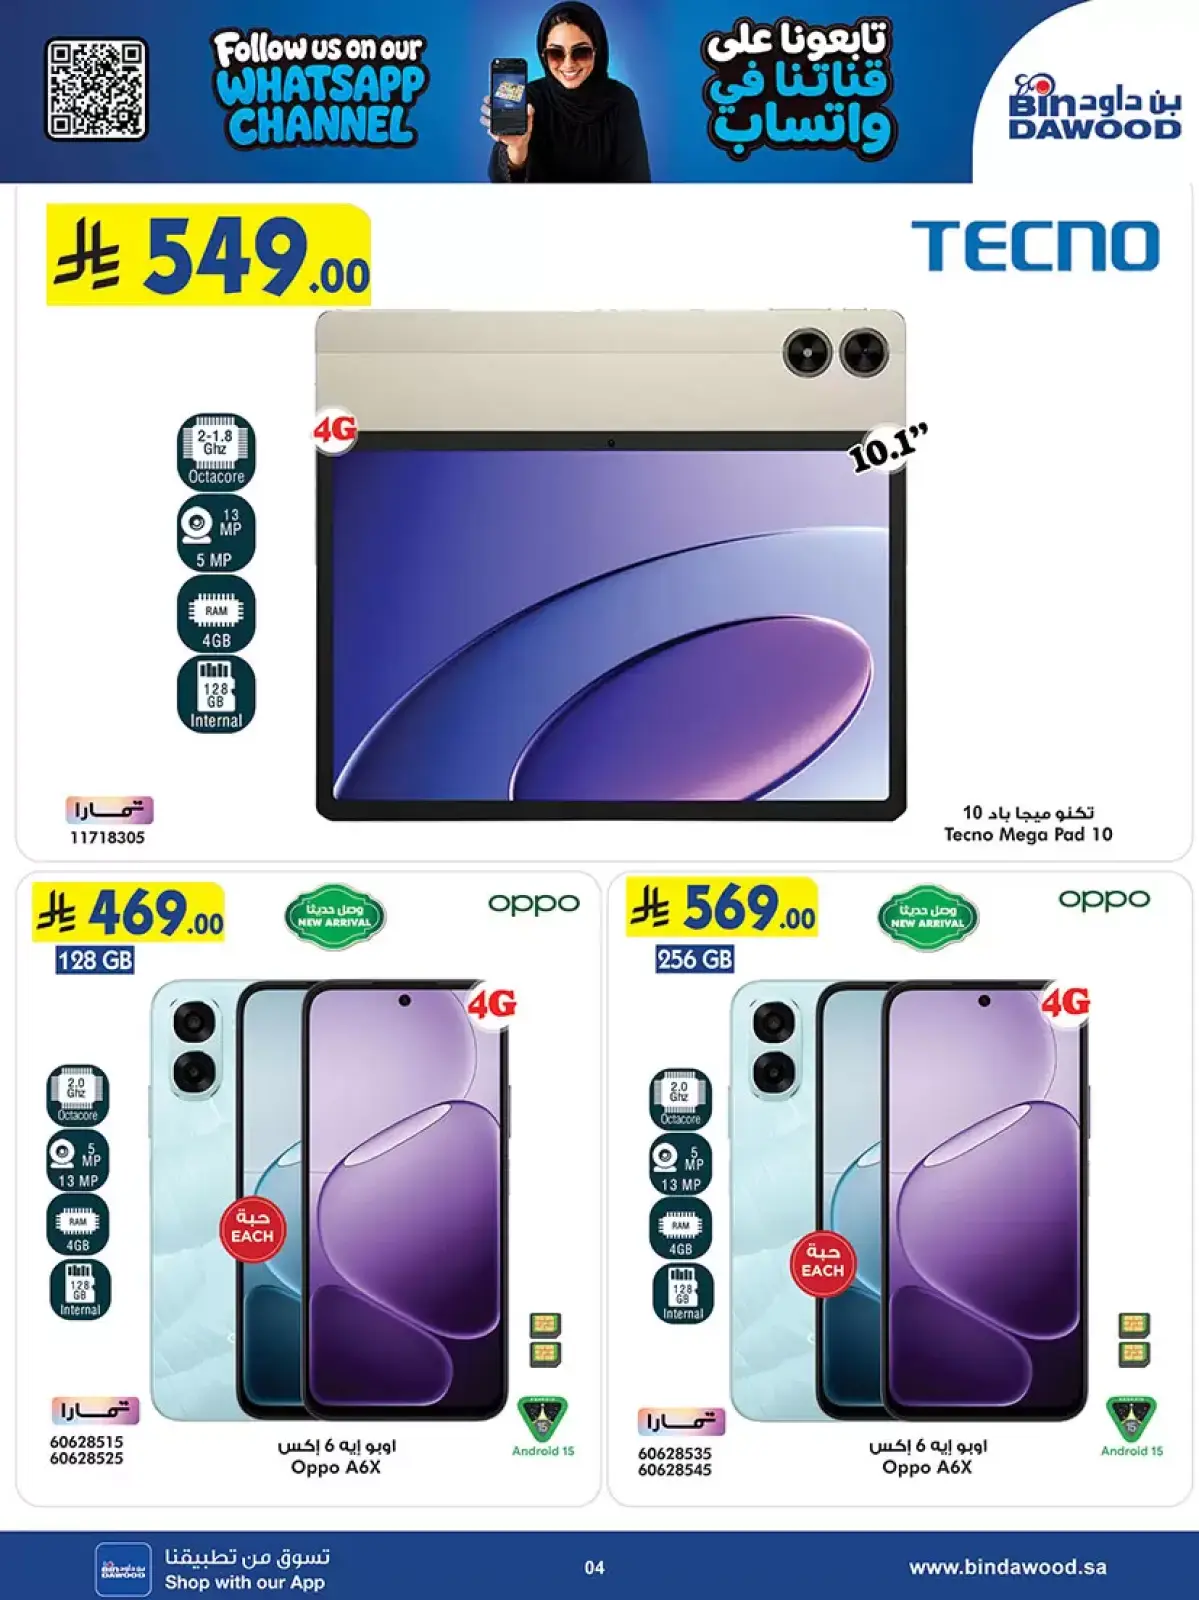 Follow us on our
WHATSAPP
CHANNEL
تابعونا على
قناتنا في
واتساب
بن داود
BinDAWOOD
549.00
TECNO
4G
10.1”
2-1.8
Ghz
Octacore
13
MP
5 MP
RAM
4GB
128
GB
Internal
تمارا
11718305
تكنو ميجا باد 10
Tecno Mega Pad 10
469.00
128 GB
وصل حديثا
NEW ARRIVAL
oppo
4G
2.0
Ghz
Octacore
5
MP
13 MP
RAM
4GB
128
GB
Internal
حبة
EACH
تمارا
60628515
60628525
اوبو إيه 6 إكس
Oppo A6X
15
Android 15
569.00
256 GB
وصل حديثا
NEW ARRIVAL
oppo
4G
2.0
Ghz
Octacore
5
MP
13 MP
RAM
4GB
128
GB
Internal
حبة
EACH
تمارا
60628535
60628545
اوبو إيه 6 إكس
Oppo A6X
15
Android 15
بن داود
BinDAWOOD
تسوق من تطبيقنا
Shop with our App
04
www.bindawood.sa